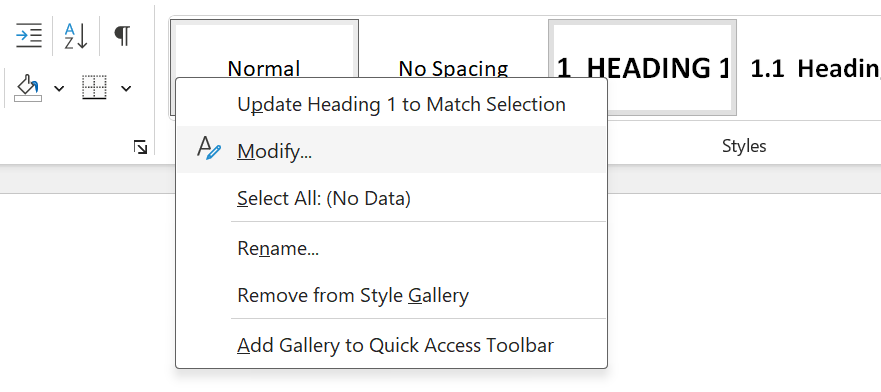 A
Z
¶
Normal
No Spacing
1 HEADING 1
1.1 Heading
Styles
Update Heading 1 to Match Selection
Modify...
Select All: (No Data)
Rename...
Remove from Style Gallery
Add Gallery to Quick Access Toolbar